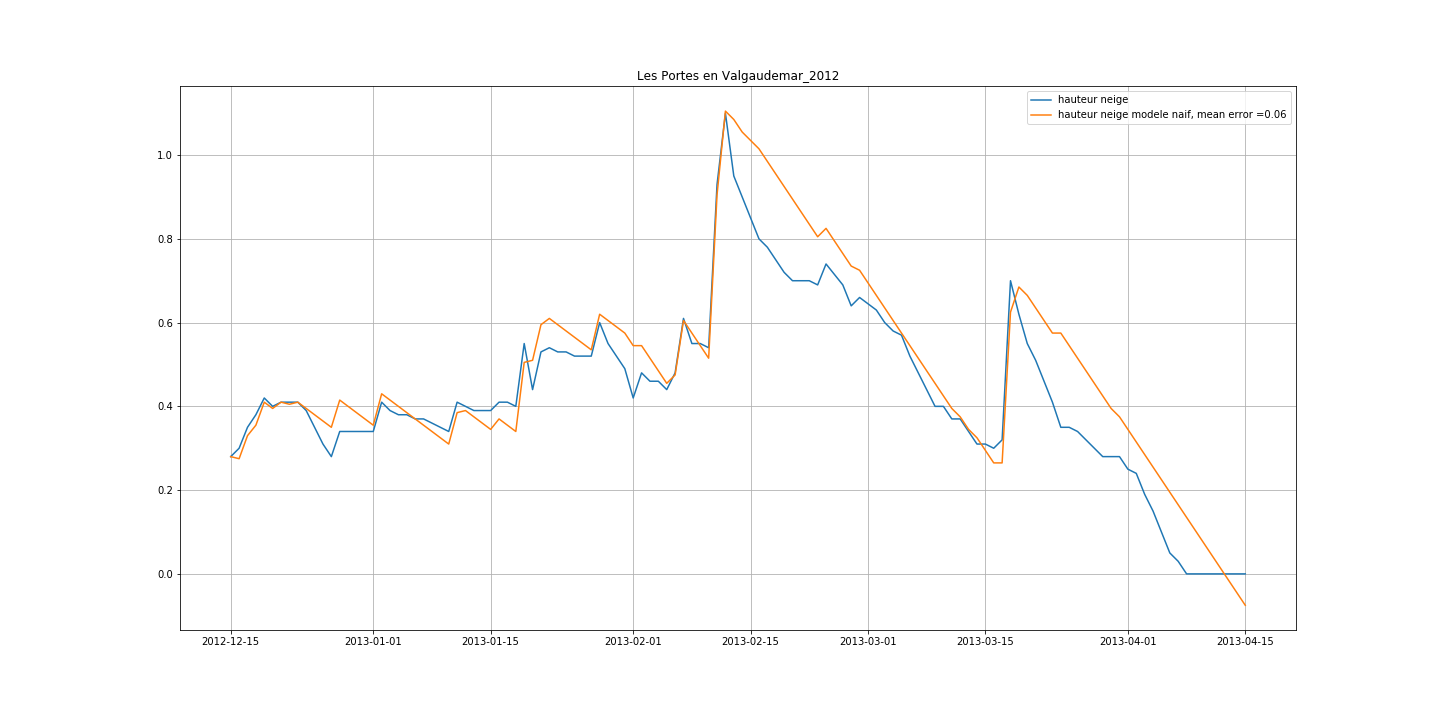 Les Portes en Valgaudemar_2012
hauteur neige
hauteur neige modele naif, mean error =0.06
1.0
0.8
0.6
0.4
0.2
0.0
2012-12-15 2013-01-01 2013-01-15 2013-02-01 2013-02-15 2013-03-01 2013-03-15 2013-04-01 2013-04-15